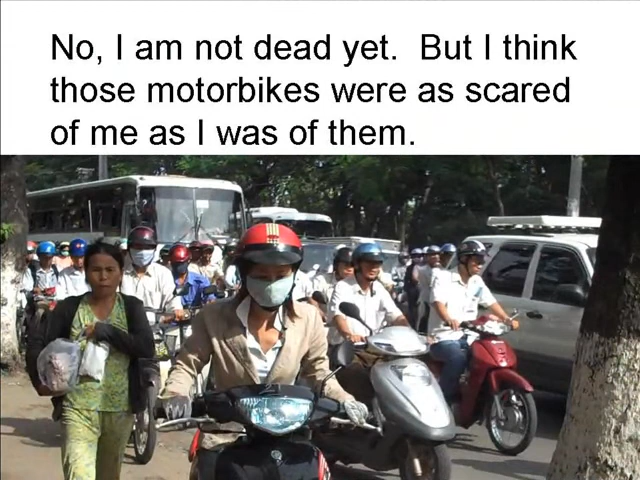 No, I am not dead yet.  But I think
those motorbikes were as scared
of me as I was of them.